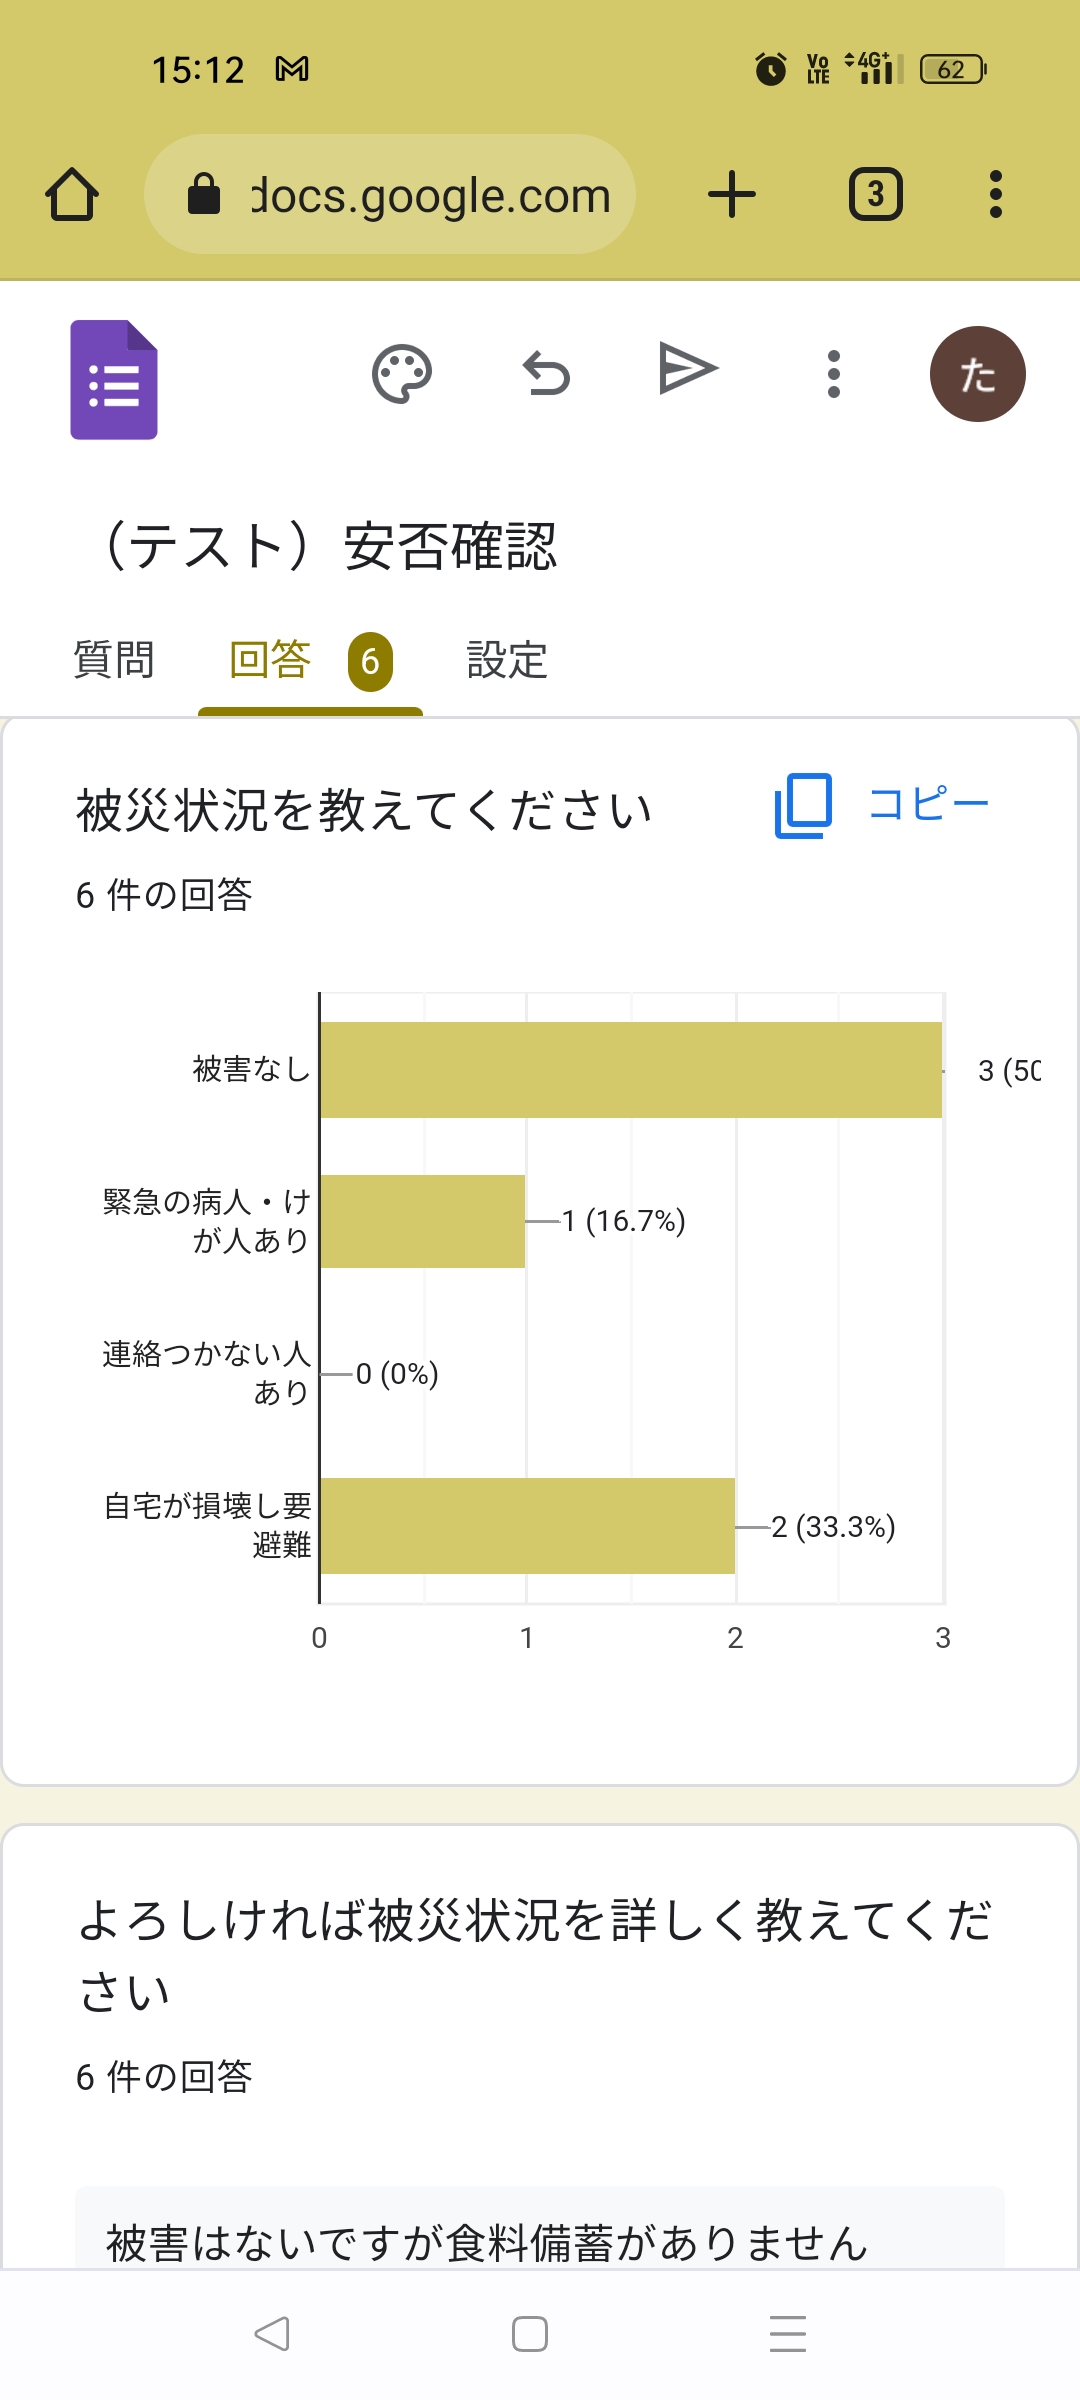 15:12
Vo
LTE
4G+
62
docs.google.com
3
た
（テスト）安否確認
質問 回答 6 設定
被災状況を教えてください コピー
6 件の回答
被害なし 3 (50
緊急の病人・け
が人あり
1 (16.7%)
連絡つかない人
あり
0 (0%)
自宅が損壊し要
避難
2 (33.3%)
0 1 2 3
よろしければ被災状況を詳しく教えてくだ
さい
6 件の回答
被害はないですが食料備蓄がありません